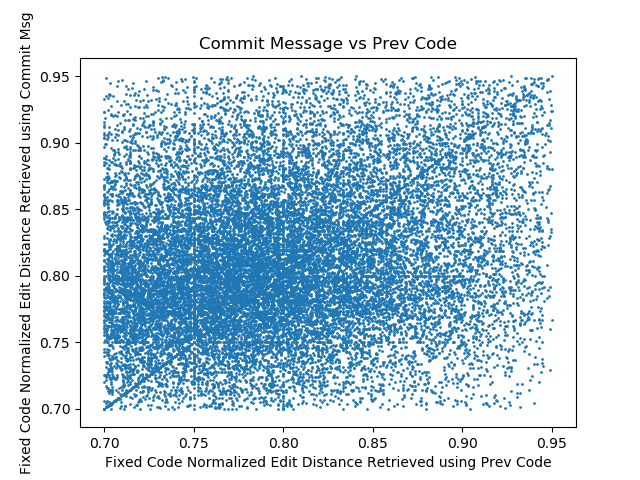 Commit Message vs Prev Code
Fixed Code Normalized Edit Distance Retrieved using Commit Msg
0.95
0.90
0.85
0.80
0.75
0.70
0.70 0.75 0.80 0.85 0.90 0.95
Fixed Code Normalized Edit Distance Retrieved using Prev Code